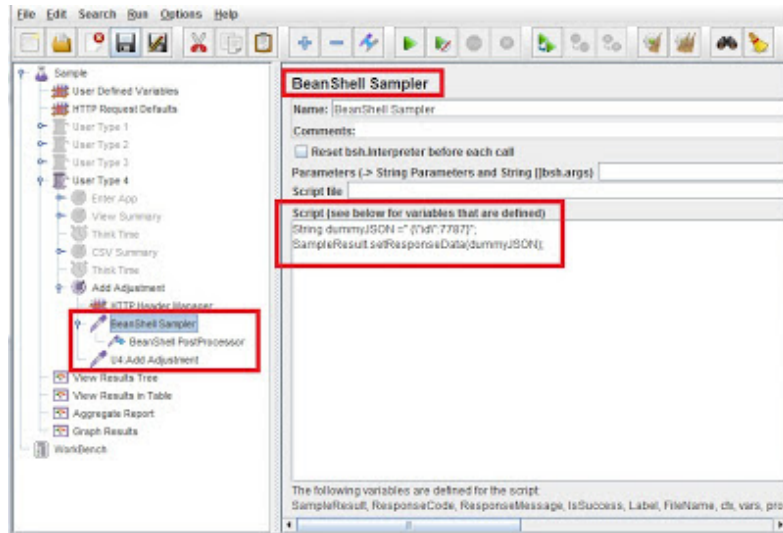 File Edit Search Run Options Help
Sample
User Defined Variables
HTTP Request Defaults
User Type 1
User Type 2
User Type 3
User Type 4
Enter App
View Summary
Think Time
CSV Summary
Think Time
Add Adjustment
HTTP Header Manager
BeanShell Sampler
BeanShell PostProcessor
U4:Add Adjustment
View Results Tree
View Results in Table
Aggregate Report
Graph Results
WorkBench
BeanShell Sampler
Name: BeanShell Sampler
Comments:
Reset bsh.Interpreter before each call
Parameters (-> String Parameters and String []bsh.args)
Script file
Script (see below for variables that are defined)
String dummyJSON =" {\"id\":7787}";
SampleResult.setResponseData(dummyJSON);
The following variables are defined for the script:
SampleResult, ResponseCode, ResponseMessage, IsSuccess, Label, FileName, ctx, vars, pro